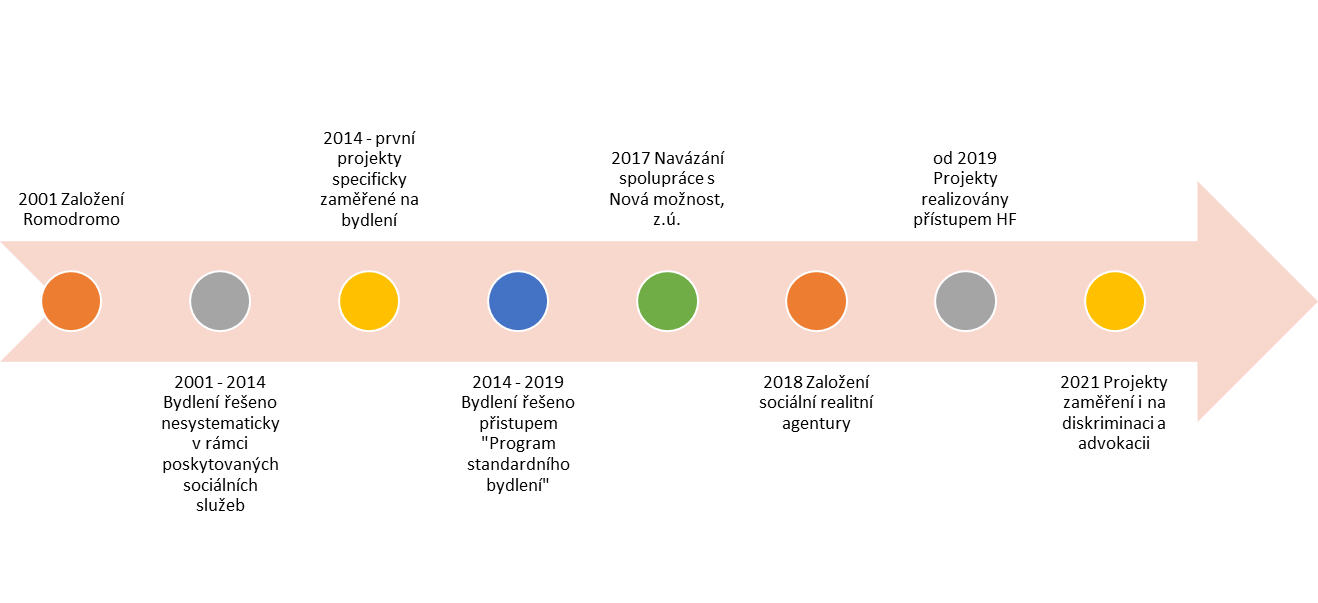 2001 Založení
Romodromo
2001 - 2014
Bydlení řešeno
nesystematicky
v rámci
poskytovaných
sociálních
služeb
2014 - první
projekty
specificky
zaměřené na
bydlení
2014 - 2019
Bydlení řešeno
přistupem
"Program
standardního
bydlení"
2017 Navázání
spolupráce s
Nová možnost,
z.ú.
2018 Založení
sociální realitní
agentury
od 2019
Projekty
realizovány
přístupem HF
2021 Projekty
zaměření i na
diskriminaci a
advokacii